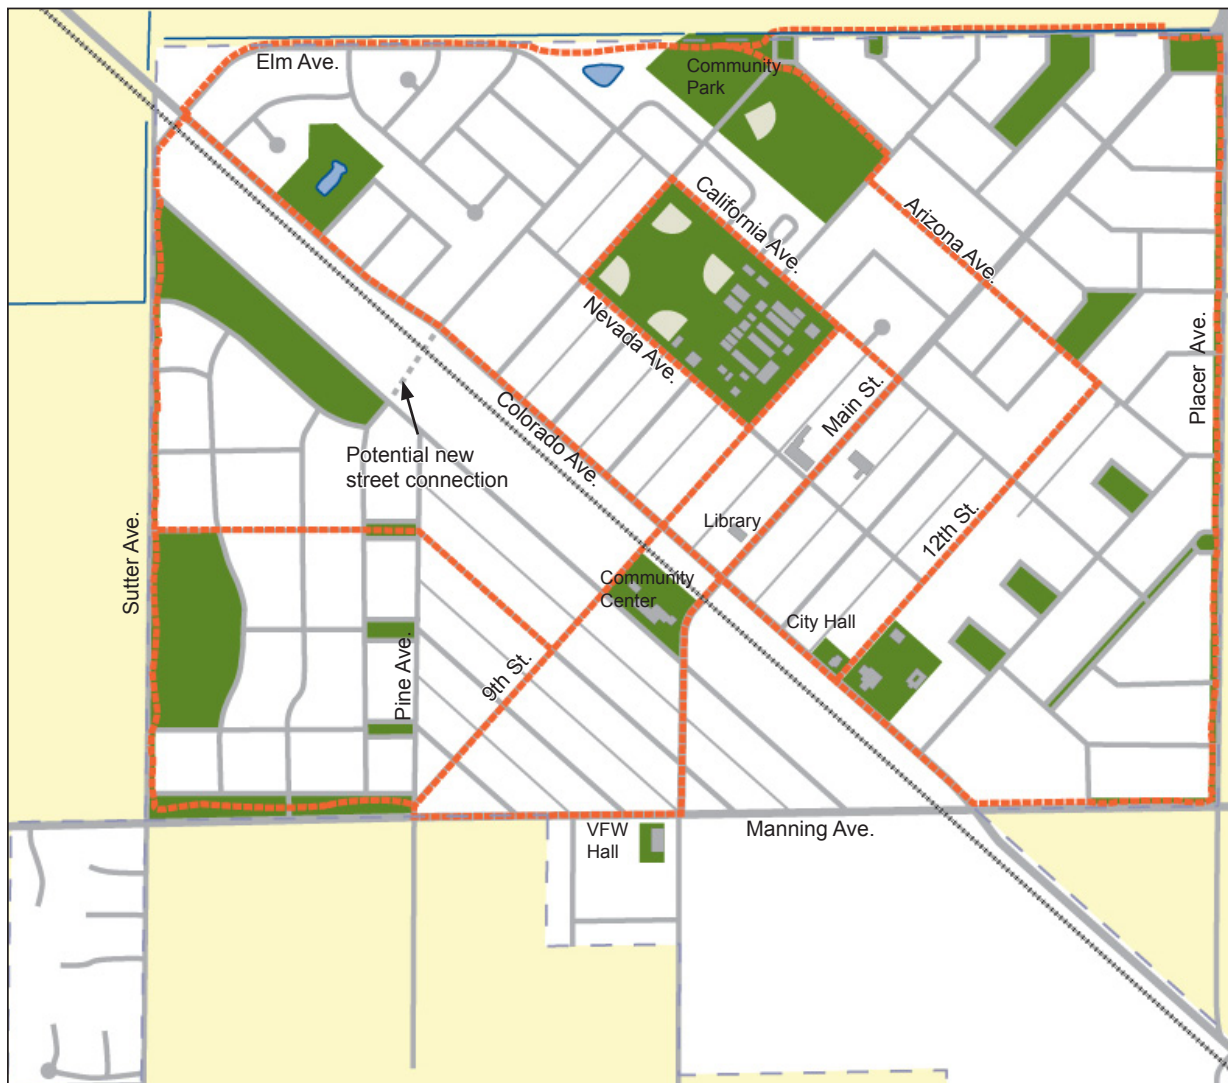 Elm Ave.
Community
Park
California Ave.
Arizona Ave.
Nevada Ave.
Placer Ave.
Main St.
Colorado Ave.
Potential new
street connection
Library
12th St.
Sutter Ave.
Community
Center
City Hall
Pine Ave.
9th St.
VFW
Hall
Manning Ave.